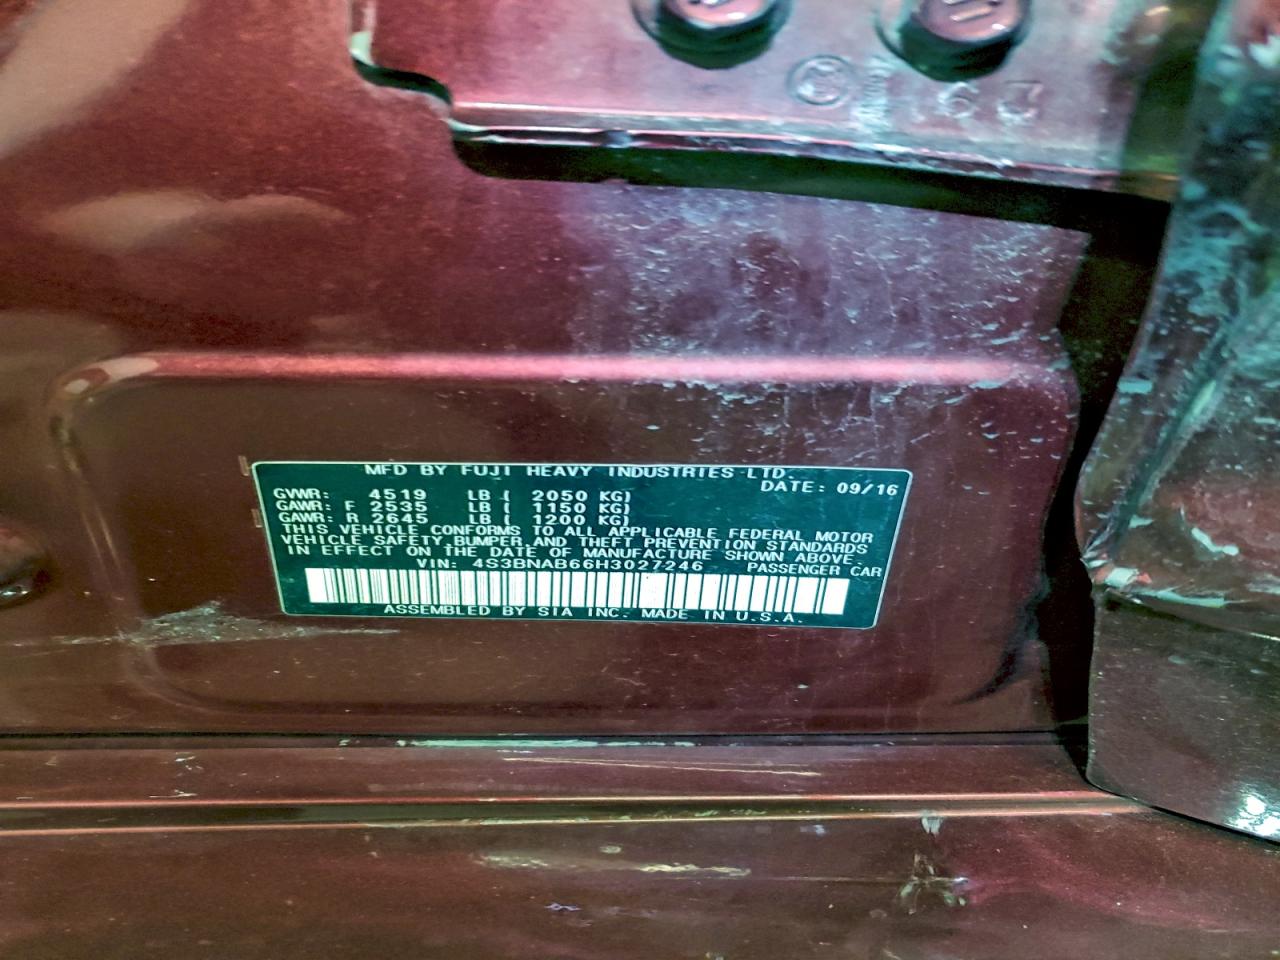 MFD BY FUJI HEAVY INDUSTRIES LTD.
DATE: 09/16
GVWR: 4519 LB ( 2050 KG)
GAWR: F 2535 LB ( 1150 KG)
GAWR: R 2645 LB ( 1200 KG)
THIS VEHICLE CONFORMS TO ALL APPLICABLE FEDERAL MOTOR
VEHICLE SAFETY, BUMPER, AND THEFT PREVENTION STANDARDS
IN EFFECT ON THE DATE OF MANUFACTURE SHOWN ABOVE.
VIN: 4S3BNAB66H3027246 PASSENGER CAR
ASSEMBLED BY SIA INC. MADE IN U.S.A.